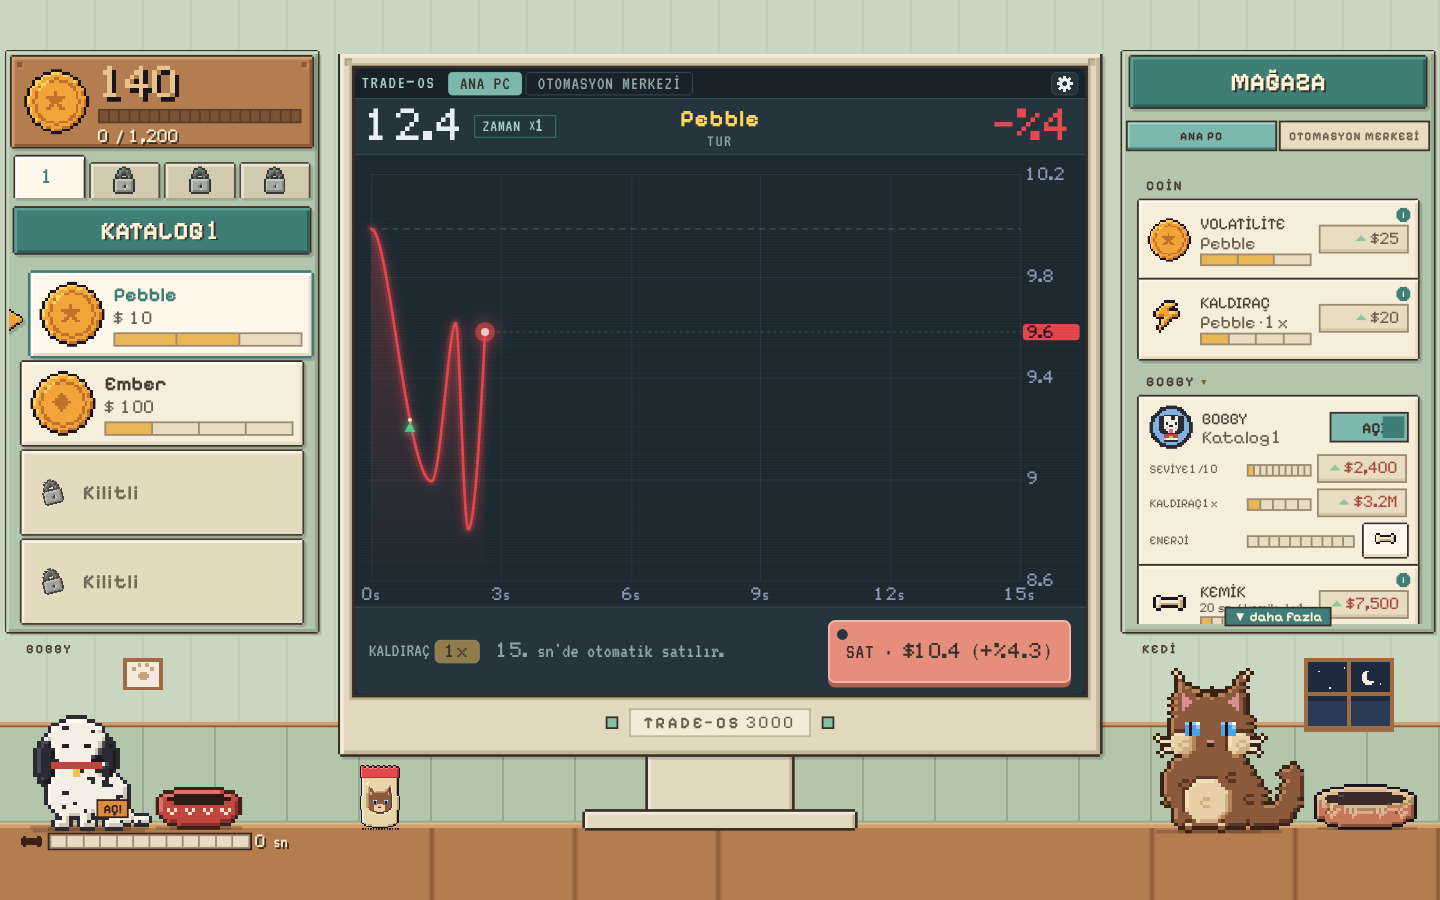 140
0 / 1,200
1
KATALOG 1
Pebble
$ 10
Ember
$ 100
Kilitli
Kilitli
BOBBY
AÇ!
0 sn
TRADE-OS
ANA PC
OTOMASYON MERKEZİ
12.4
ZAMAN x1
Pebble
TUR
-%4
10.2
9.8
9.6
9.4
9
8.6
0s
3s
6s
9s
12s
15s
KALDIRAÇ 1x
15. sn'de otomatik satılır.
SAT · $10.4 (+%4.3)
TRADE-OS 3000
MAĞAZA
ANA PC
OTOMASYON MERKEZİ
COİN
VOLATİLİTE
Pebble
$25
KALDIRAÇ
Pebble · 1 x
$20
BOBBY
BOBBY
Katalog 1
SEVİYE 1 /10
$2,400
KALDIRAÇ 1 x
$3.2M
ENERJİ
KEMİK
$7,500
▼ daha fazla
KEDİ